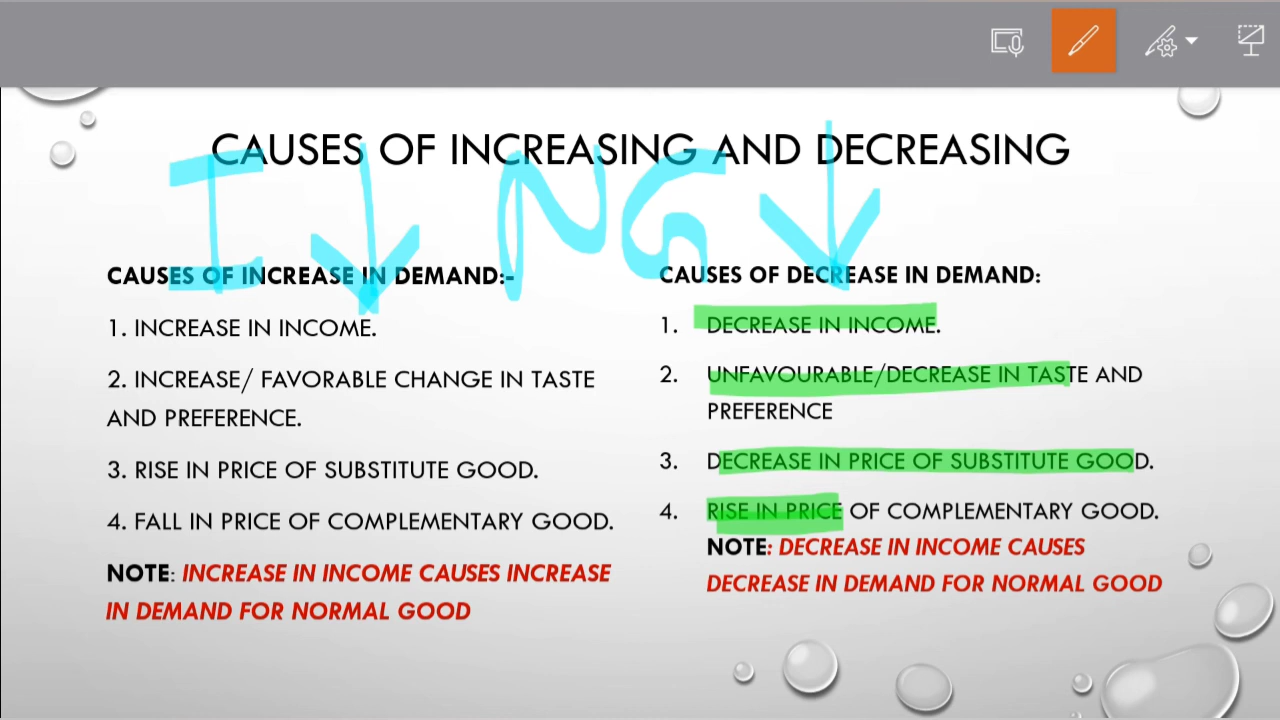 CAUSES OF INCREASING AND DECREASING
I ↓ NG ↓
CAUSES OF INCREASE IN DEMAND:-
1. INCREASE IN INCOME.
2. INCREASE/ FAVORABLE CHANGE IN TASTE
AND PREFERENCE.
3. RISE IN PRICE OF SUBSTITUTE GOOD.
4. FALL IN PRICE OF COMPLEMENTARY GOOD.
NOTE: INCREASE IN INCOME CAUSES INCREASE
IN DEMAND FOR NORMAL GOOD
CAUSES OF DECREASE IN DEMAND:
1. DECREASE IN INCOME.
2. UNFAVOURABLE/DECREASE IN TASTE AND
PREFERENCE
3. DECREASE IN PRICE OF SUBSTITUTE GOOD.
4. RISE IN PRICE OF COMPLEMENTARY GOOD.
NOTE: DECREASE IN INCOME CAUSES
DECREASE IN DEMAND FOR NORMAL GOOD